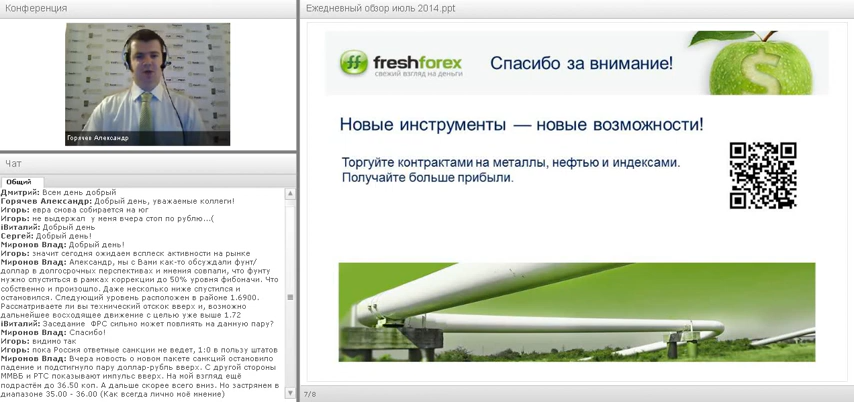 Конференция
Горячев Александр
Чат
Общий
Дмитрий: Всем день добрый
Горячев Александр: Добрый день, уважаемые коллеги!
Игорь: евра снова собирается на юг
Игорь: не выдержал у меня вчера стоп по рублю...(
iВиталий: Добрый день
Сергей: Добрый день!
Миронов Влад: Добрый день!
Игорь: значит сегодня ожидаем всплеск активности на рынке
Миронов Влад: Александр, мы с Вами как-то обсуждали фунт/
доллар в долгосрочных перспективах и мнения совпали, что фунту
нужно спуститься в рамках коррекции до 50% уровня фибоначи. Что
собственно и произошло. Даже несколько ниже спустился и
остановился. Следующий уровень расположен в районе 1.6900.
Рассматриваете ли вы технический отскок вверх и, возможно
дальнейшее восходящее движение с целью уже выше 1.72
iВиталий: Заседание ФРС сильно может повлиять на данную пару?
Миронов Влад: Спасибо!
Игорь: видимо так
Игорь: пока Россия ответные санкции не ведет, 1:0 в пользу штатов
Миронов Влад: Вчера новость о новом пакете санкций остановило
падение и подстигнуло пару доллар-рубль вверх. С другой стороны
ММВБ и РТС показывают импульс вверх. На мой взгляд ещё
подрастём до 36.50 коп. А дальше скорее всего вниз. Но застрянем в
диапазоне 35.00 - 36.00 (Как всегда лично моё мнение)
Ежедневный обзор июль 2014.ppt
freshforex
свежий взгляд на деньги
Спасибо за внимание!
Новые инструменты — новые возможности!
Торгуйте контрактами на металлы, нефтью и индексами.
Получайте больше прибыли.
7/8